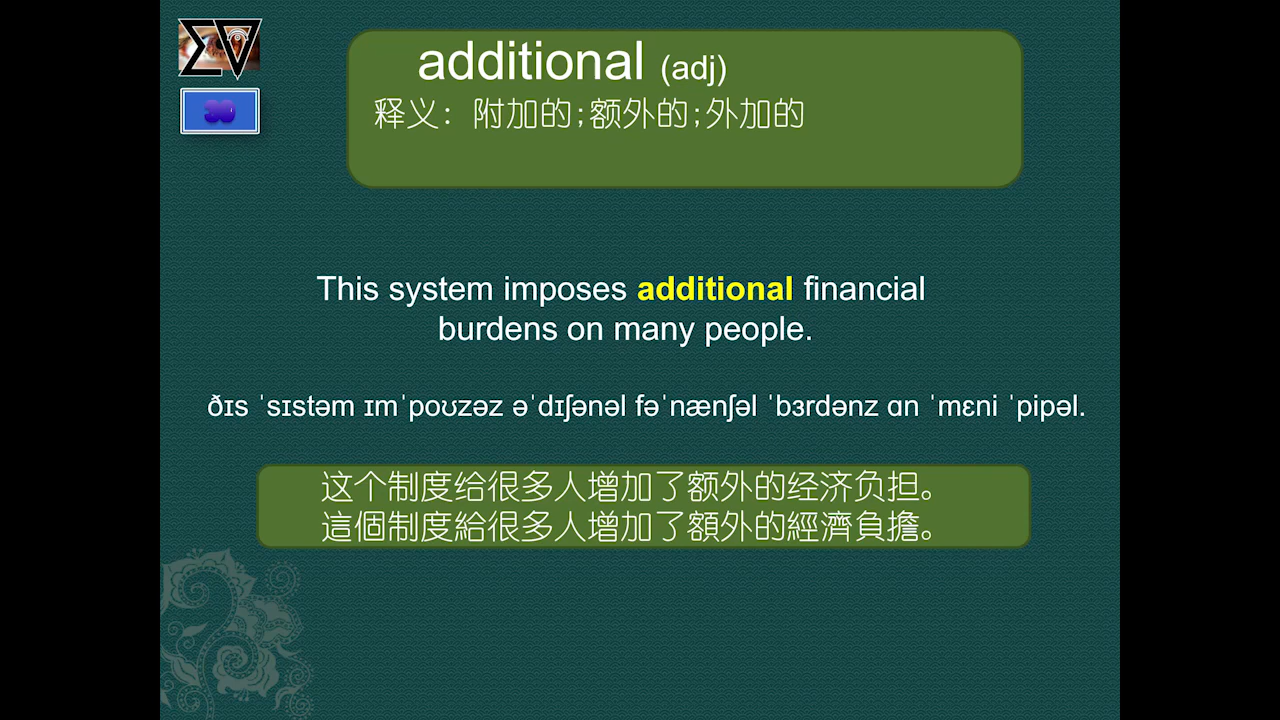 additional (adj)
释义: 附加的;额外的;外加的
30
This system imposes additional financial
burdens on many people.
ðɪs ˈsɪstəm ɪmˈpoʊzəz əˈdɪʃənəl fəˈnænʃəl ˈbɜrdənz ɑn ˈmɛni ˈpipəl.
这个制度给很多人增加了额外的经济负担。
這個制度給很多人增加了額外的經濟負擔。